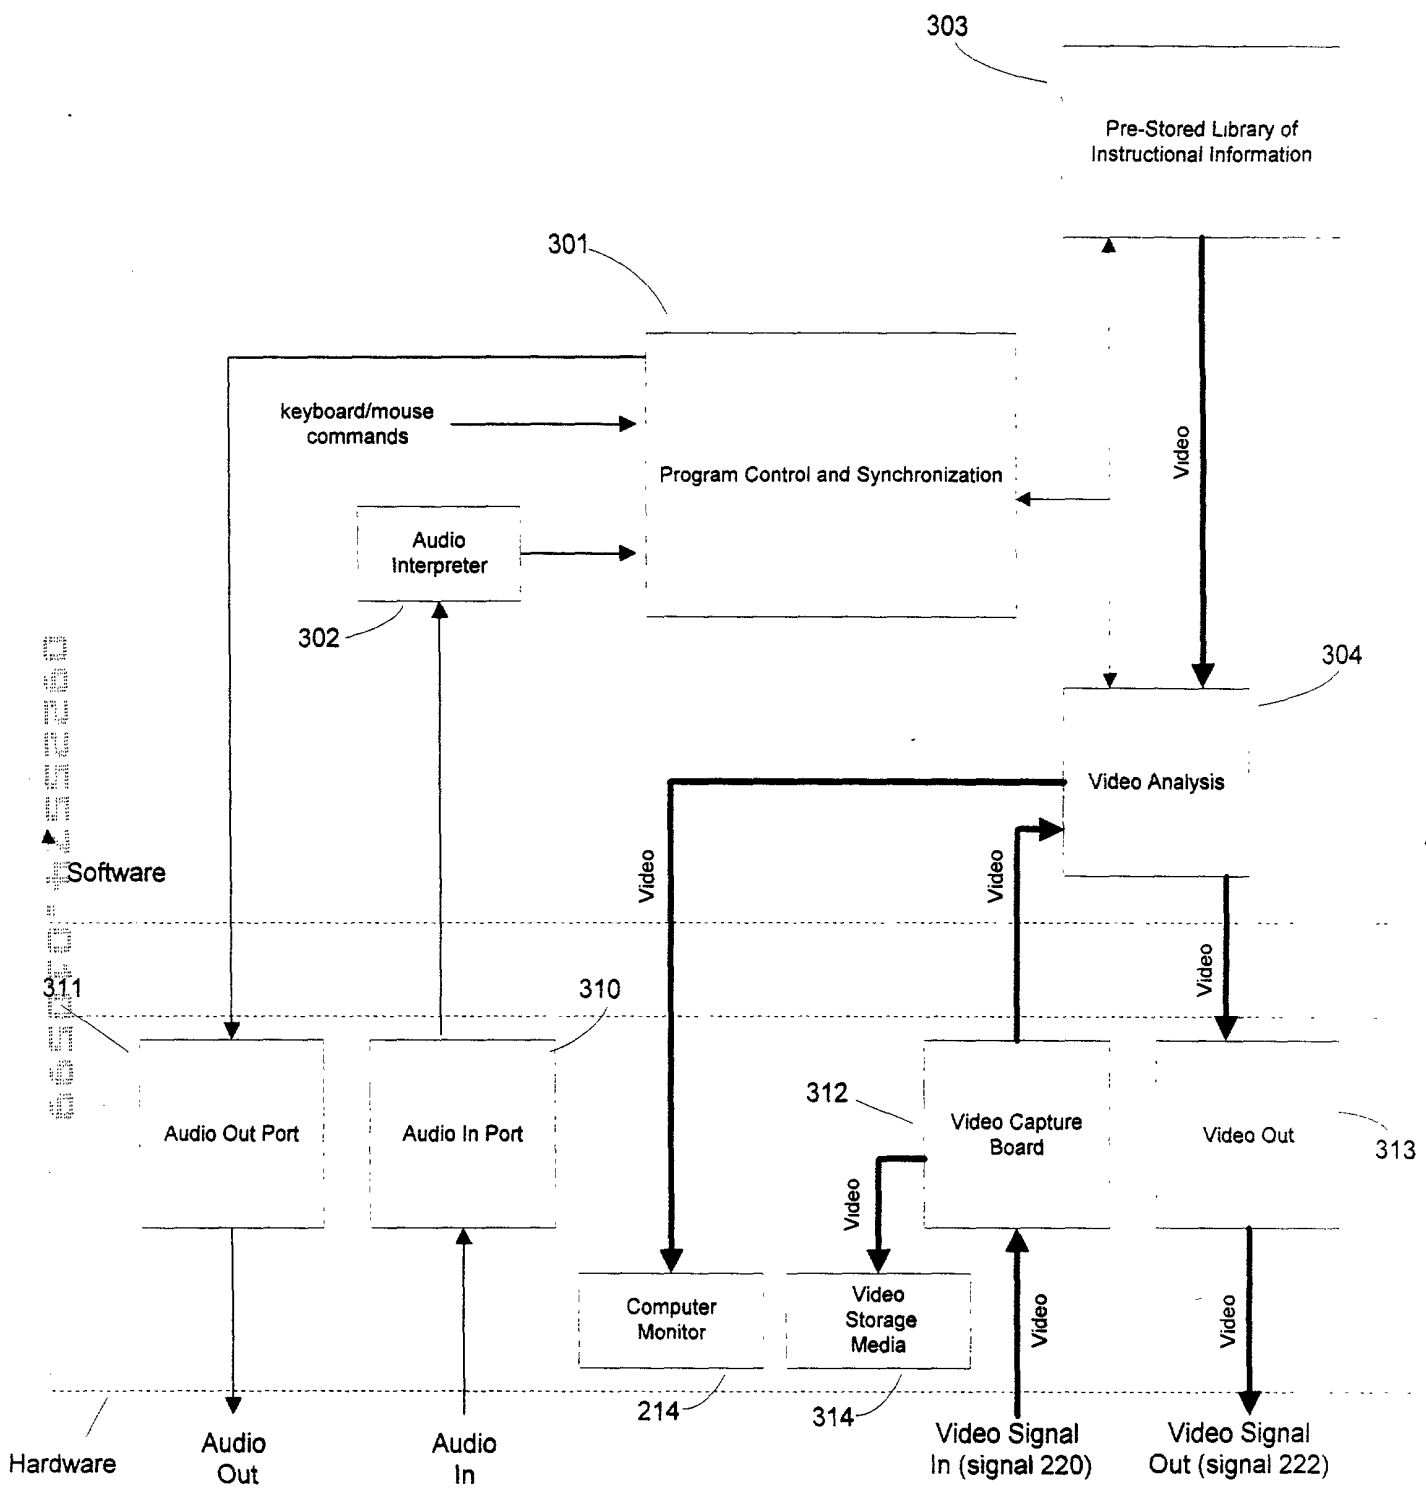 303
Pre-Stored Library of
Instructional Information
301
keyboard/mouse
commands
Program Control and Synchronization
Video
Audio
Interpreter
302
304
Video Analysis
Software
Video
Video
Video
311
310
312
313
Audio Out Port
Audio In Port
Video Capture
Board
Video Out
Video
Computer
Monitor
Video
Storage
Media
Video
Video
214
314
Hardware
Audio
Out
Audio
In
Video Signal
In (signal 220)
Video Signal
Out (signal 222)